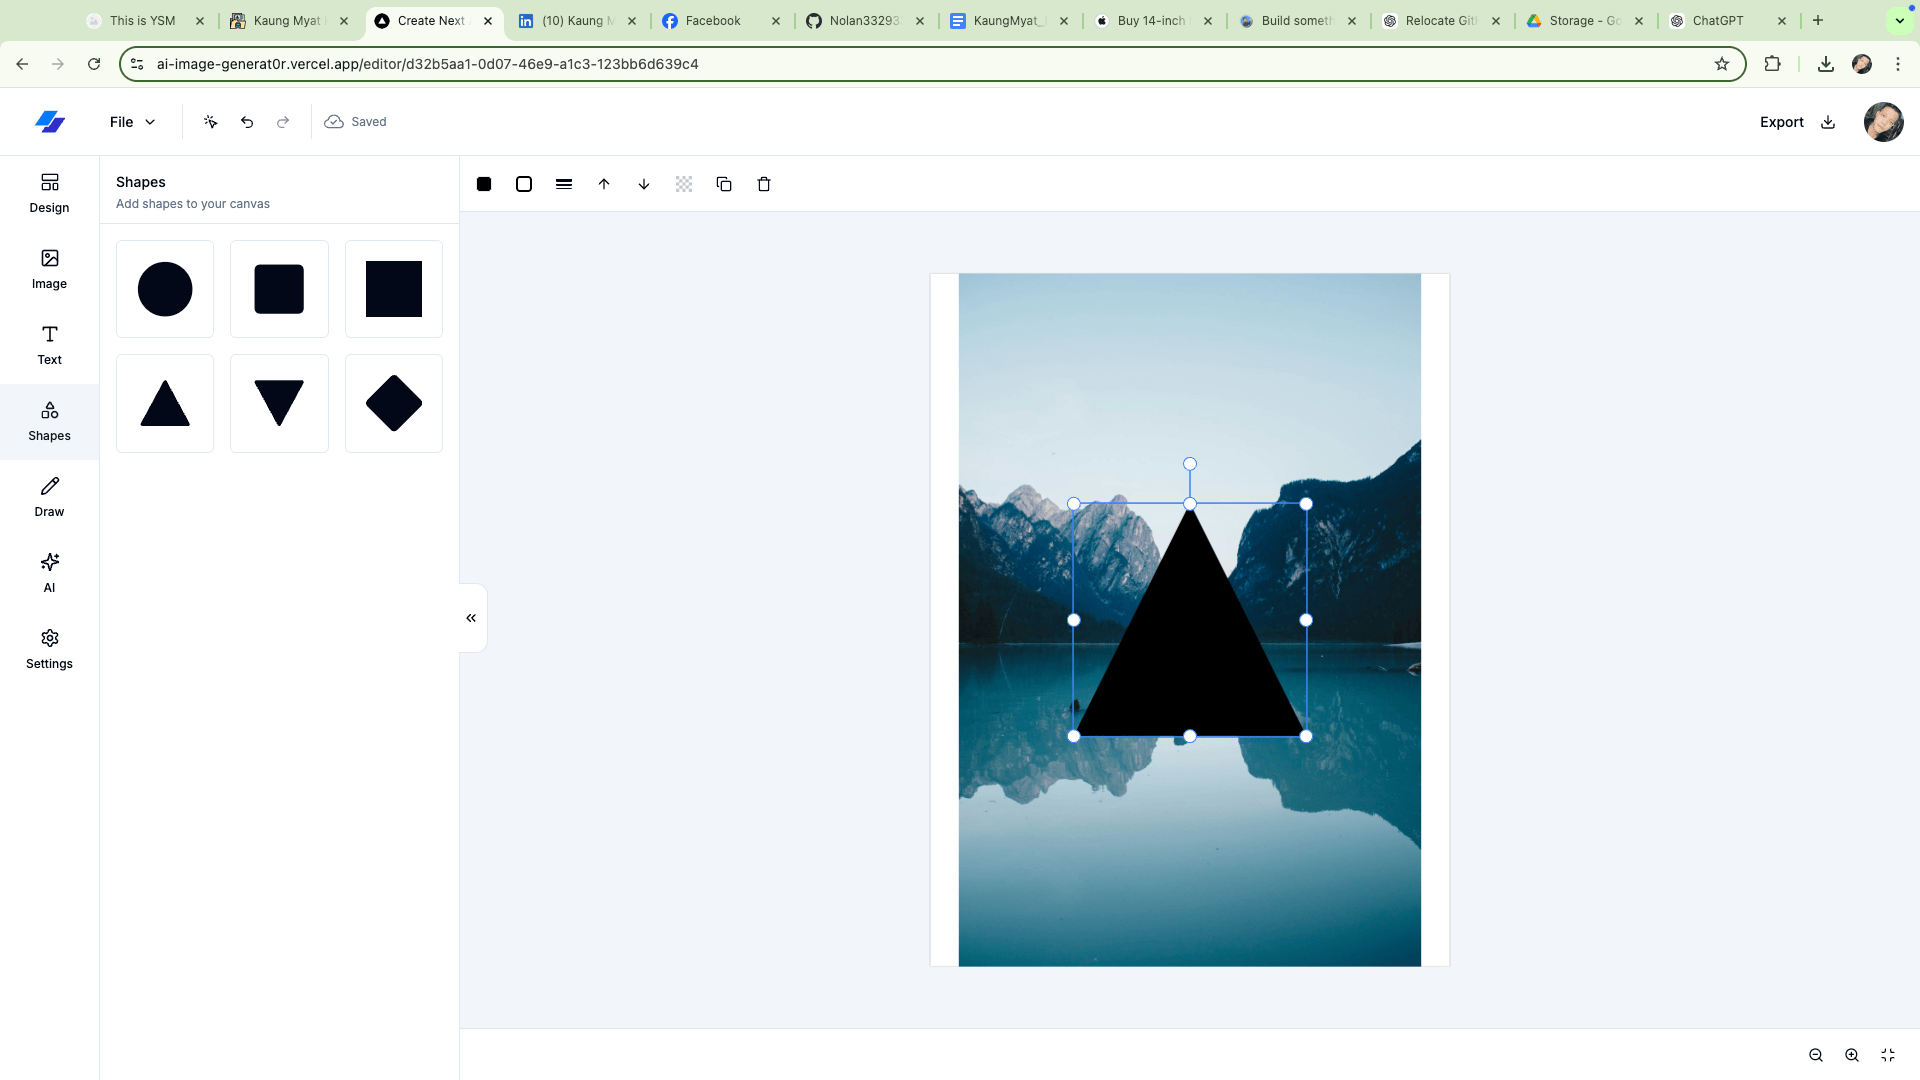 This is YSM
Kaung Myat
Create Next
(10) Kaung M
Facebook
Nolan33293
KaungMyat_
Buy 14-inch
Build someth
Relocate Git
Storage - Go
ChatGPT
ai-image-generat0r.vercel.app/editor/d32b5aa1-0d07-46e9-a1c3-123bb6d639c4
File
Saved
Export
Design
Image
Text
Shapes
Draw
AI
Settings
Shapes
Add shapes to your canvas